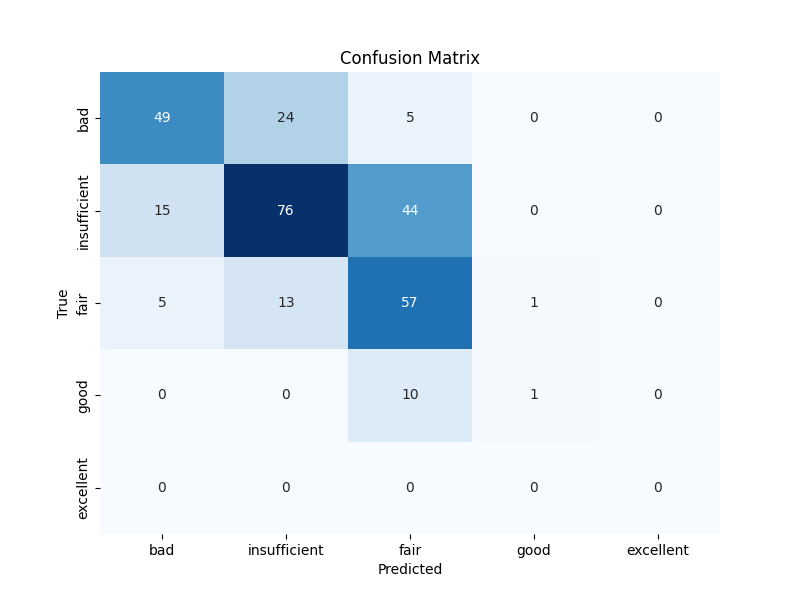 Confusion Matrix
True
bad 49 24 5 0 0
insufficient 15 76 44 0 0
fair 5 13 57 1 0
good 0 0 10 1 0
excellent 0 0 0 0 0
bad insufficient fair good excellent
Predicted